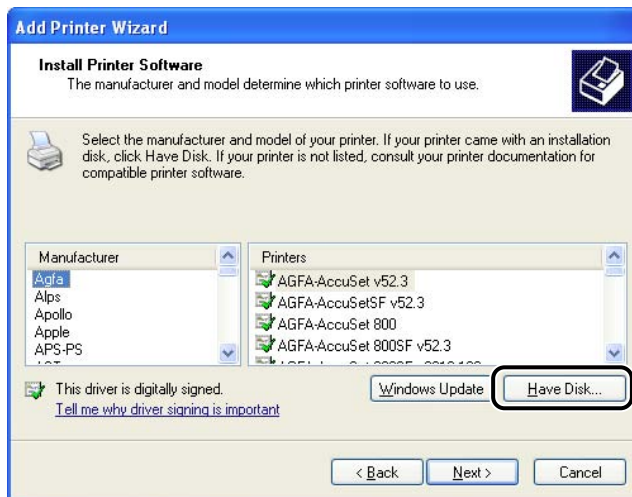 Add Printer Wizard
Install Printer Software
The manufacturer and model determine which printer software to use.
Select the manufacturer and model of your printer. If your printer came with an installation
disk, click Have Disk. If your printer is not listed, consult your printer documentation for
compatible printer software.
Manufacturer
Agfa
Alps
Apollo
Apple
APS-PS
Printers
AGFA-AccuSet v52.3
AGFA-AccuSetSF v52.3
AGFA-AccuSet 800
AGFA-AccuSet 800SF v52.3
This driver is digitally signed.
Tell me why driver signing is important
Windows Update
Have Disk...
< Back
Next >
Cancel